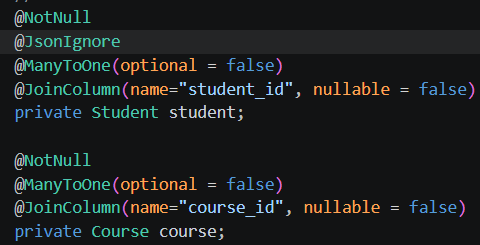 @NotNull
@JsonIgnore
@ManyToOne(optional = false)
@JoinColumn(name="student_id", nullable = false)
private Student student;
@NotNull
@ManyToOne(optional = false)
@JoinColumn(name="course_id", nullable = false)
private Course course;